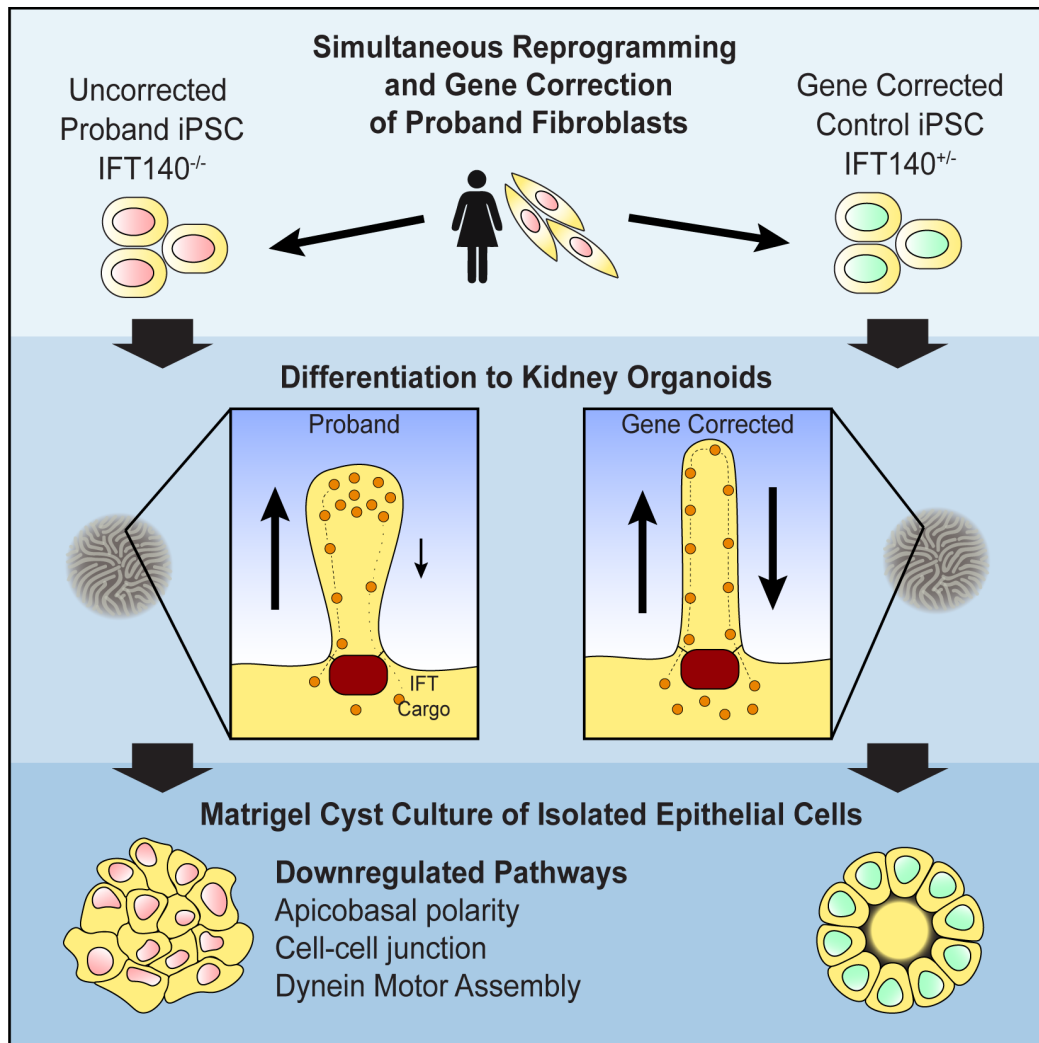 Simultaneous Reprogramming
and Gene Correction
of Proband Fibroblasts
Uncorrected
Proband iPSC
IFT140-/-
Gene Corrected
Control iPSC
IFT140+/-
Differentiation to Kidney Organoids
Proband
IFT
Cargo
Gene Corrected
Matrigel Cyst Culture of Isolated Epithelial Cells
Downregulated Pathways
Apicobasal polarity
Cell-cell junction
Dynein Motor Assembly